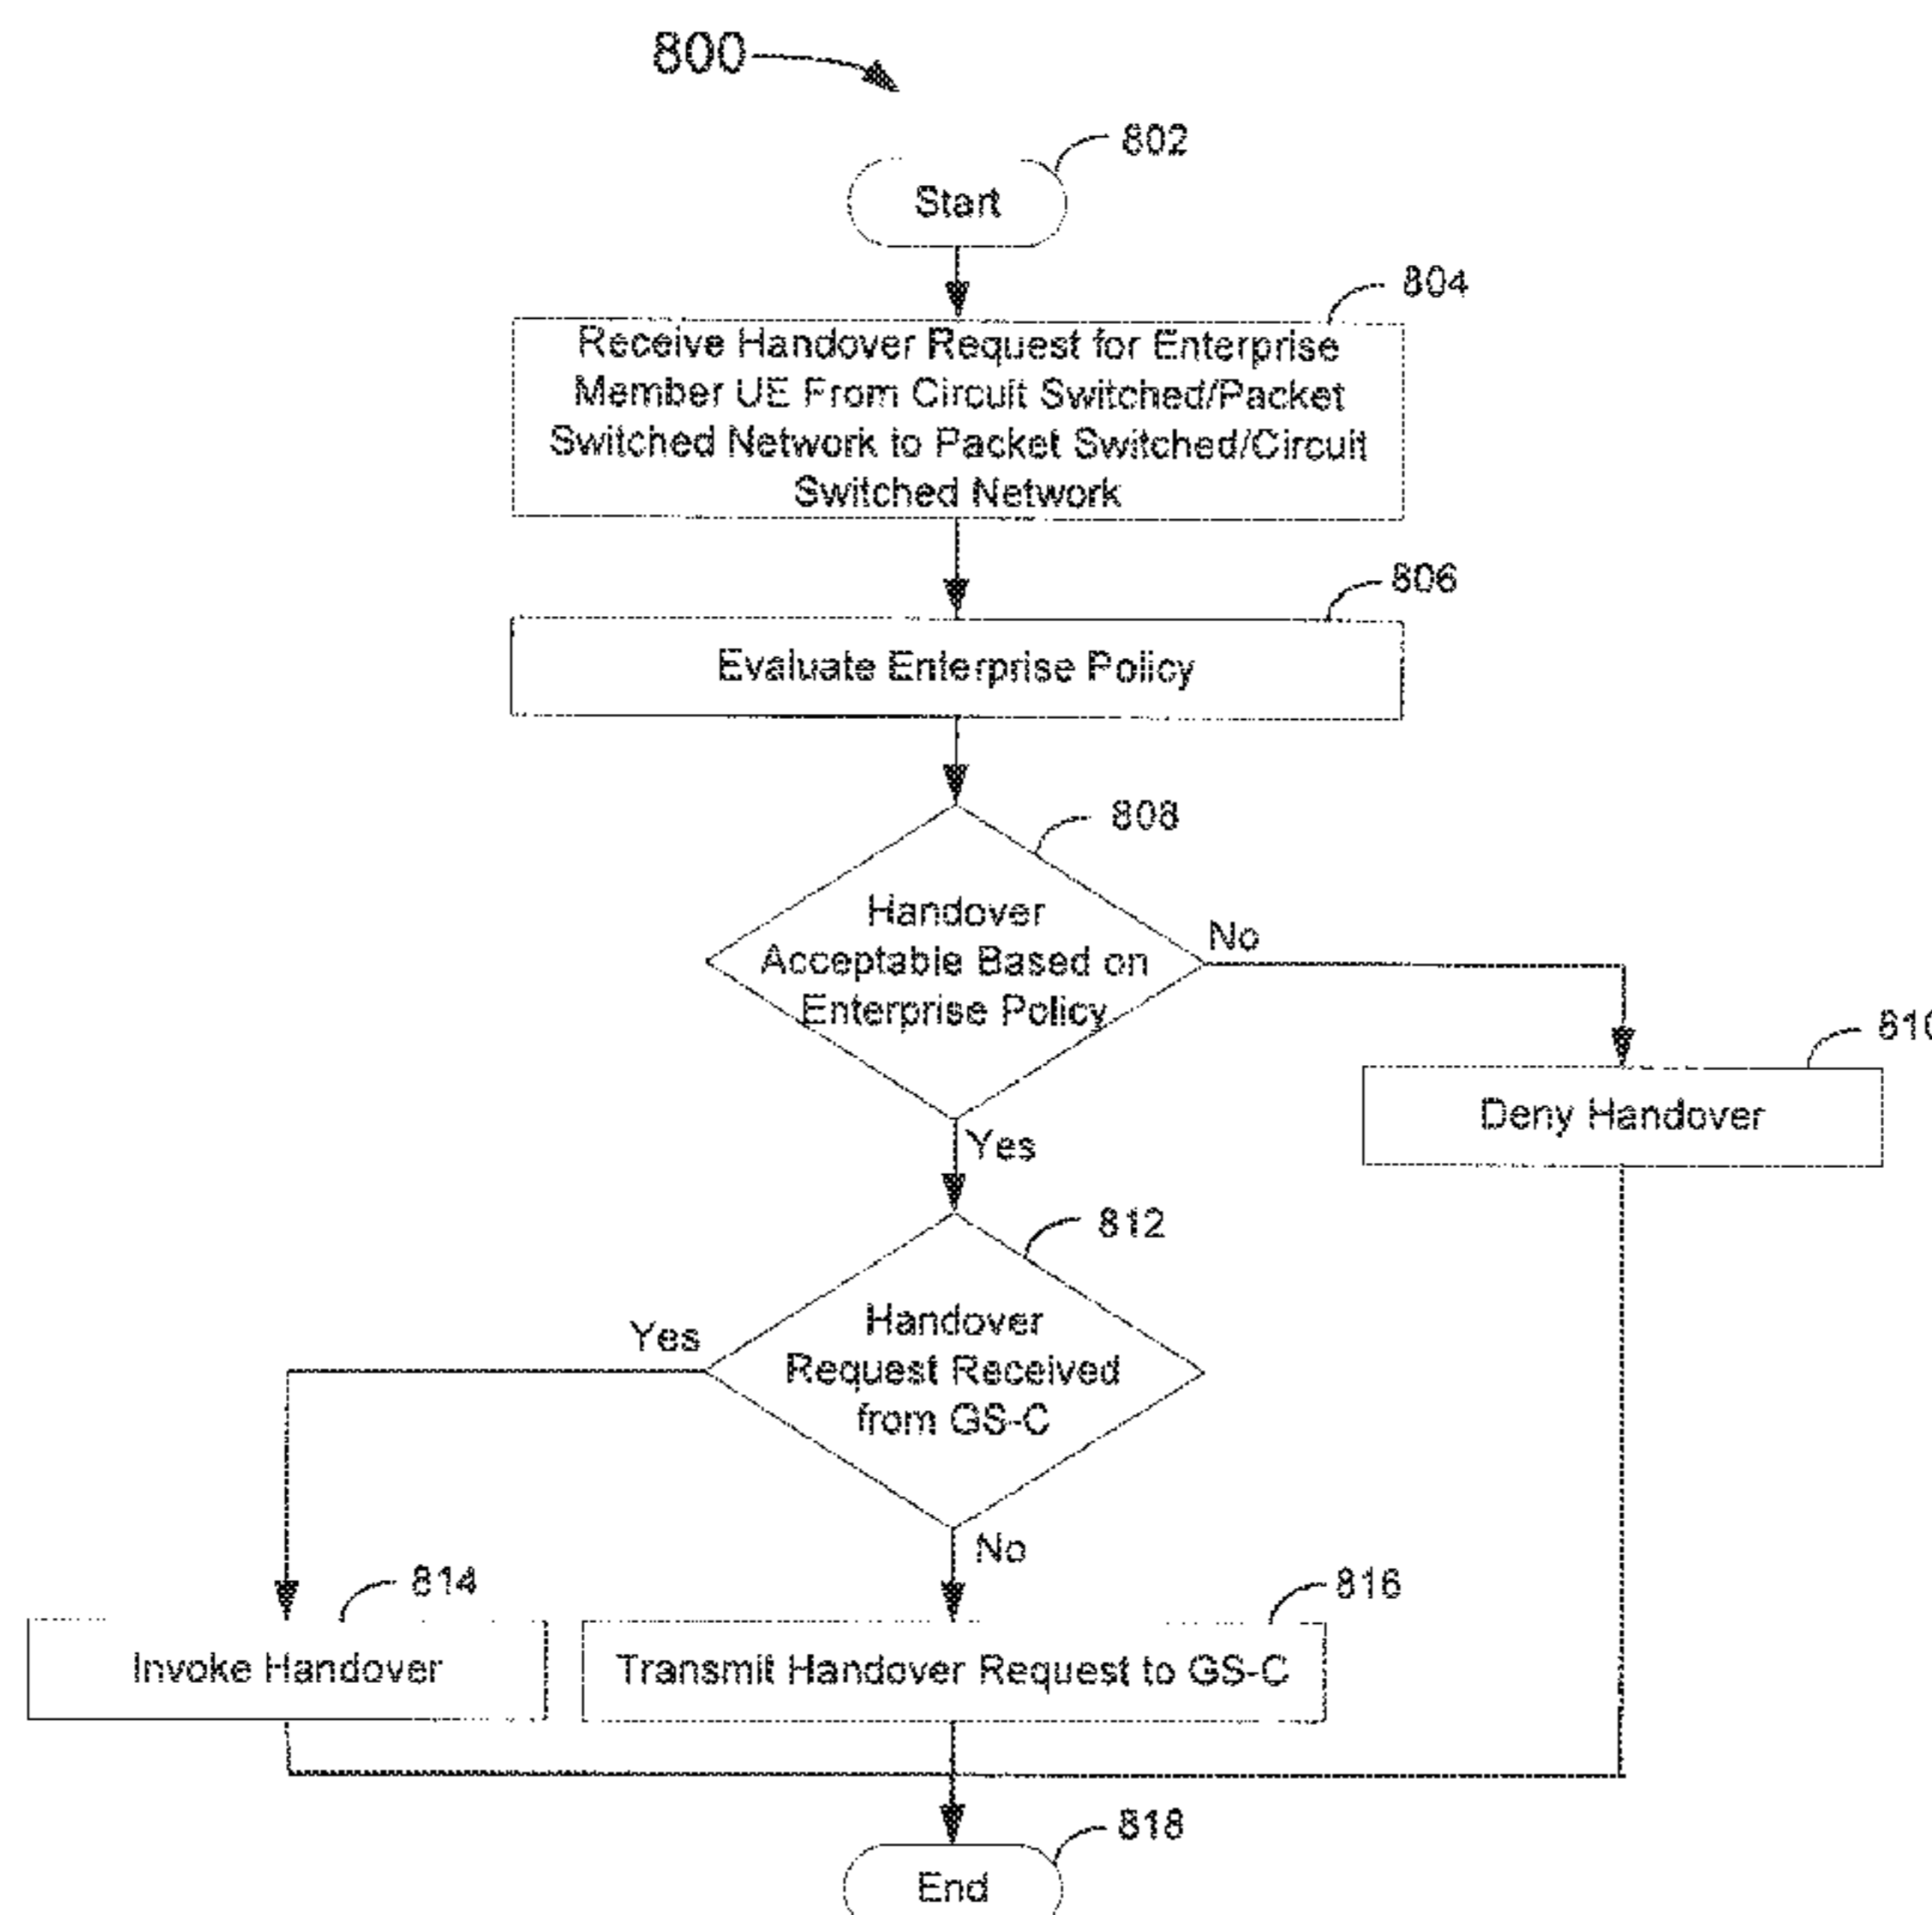 800
802
Start
804
Receive Handover Request for Enterprise
Member UE From Circuit Switched/Packet
Switched Network to Packet Switched/Circuit
Switched Network
806
Evaluate Enterprise Policy
808
Handover
Acceptable Based on
Enterprise Policy
No
810
Deny Handover
Yes
812
Handover
Request Received
from GS-C
Yes
No
814
Invoke Handover
816
Transmit Handover Request to GS-C
818
End